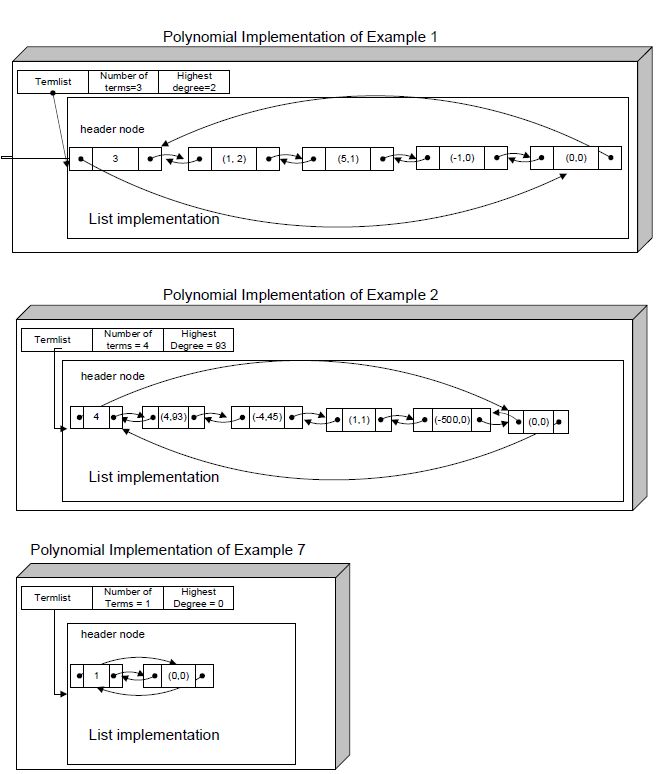 Polynomial Implementation of Example 1
Termlist
Number of
terms=3
Highest
degree=2
header node
3
(1, 2)
(5,1)
(-1,0)
(0,0)
List implementation
Polynomial Implementation of Example 2
Termlist
Number of
terms = 4
Highest
Degree = 93
header node
4
(4,93)
(-4,45)
(1,1)
(-500,0)
(0,0)
List implementation
Polynomial Implementation of Example 7
Termlist
Number of
Terms = 1
Highest
Degree = 0
header node
1
(0,0)
List implementation